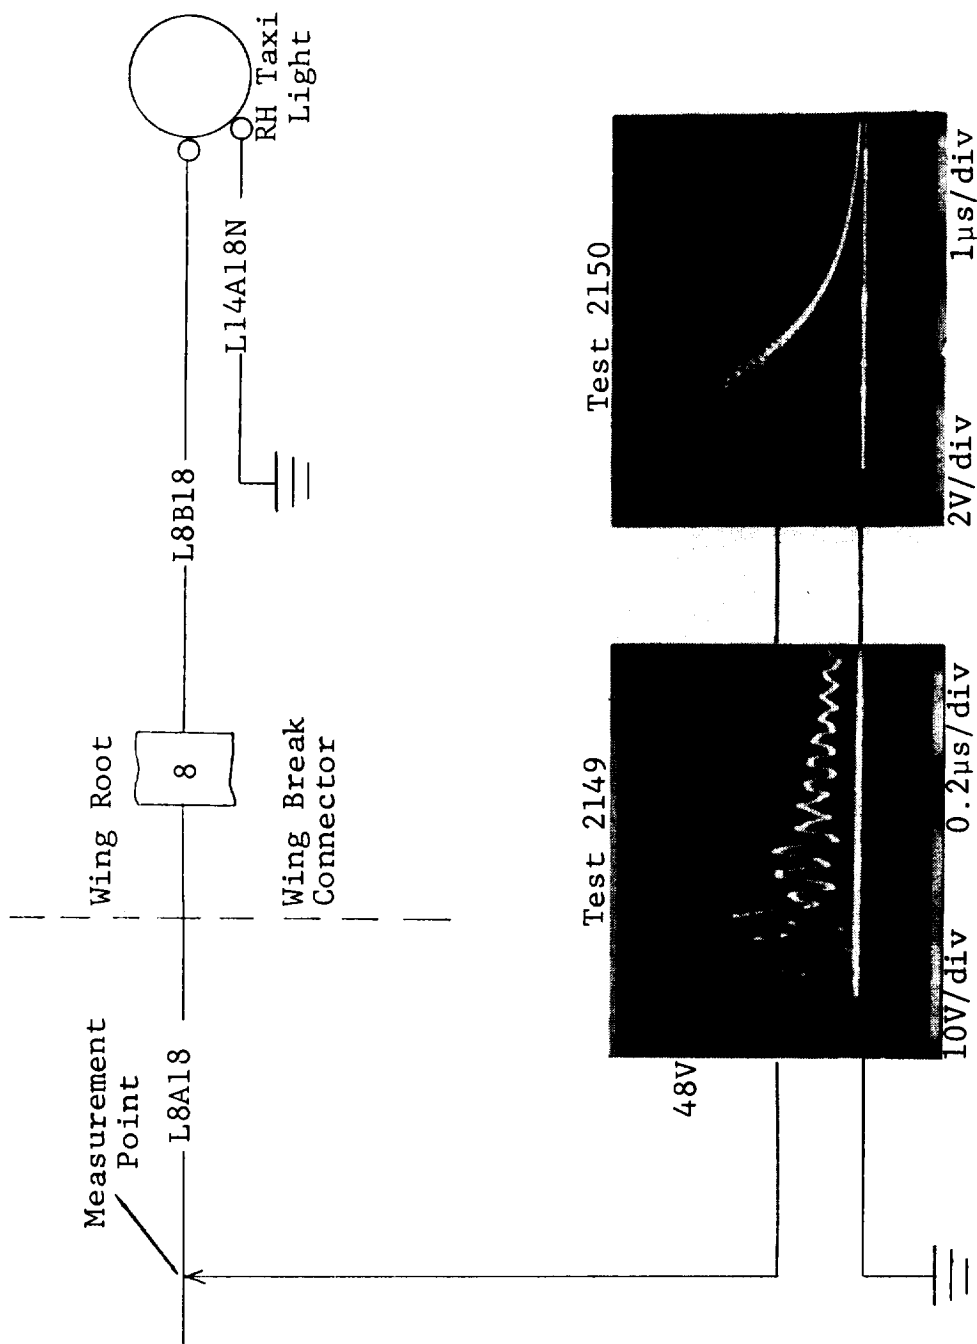 Measurement
Point
L8A18
Wing Root
8
Wing Break
Connector
L8B18
L14A18N
RH Taxi
Light
48V
Test 2149
10V/div
0.2µs/div
Test 2150
2V/div
1µs/div